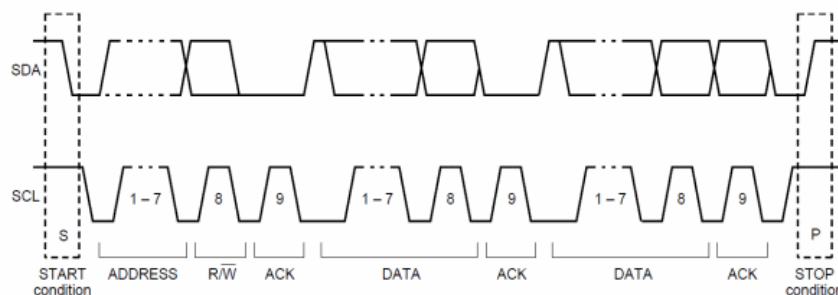 SDA
SCL
1 – 7 8 9 1 – 7 8 9 1 – 7 8 9
S P
START condition ADDRESS R/W̅ ACK DATA ACK DATA ACK STOP condition